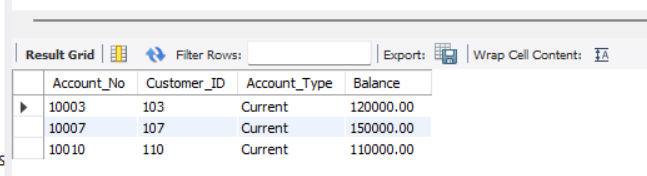 Result Grid Filter Rows: Export: Wrap Cell Content: IA
Account_No Customer_ID Account_Type Balance
10003 103 Current 120000.00
10007 107 Current 150000.00
10010 110 Current 110000.00
s